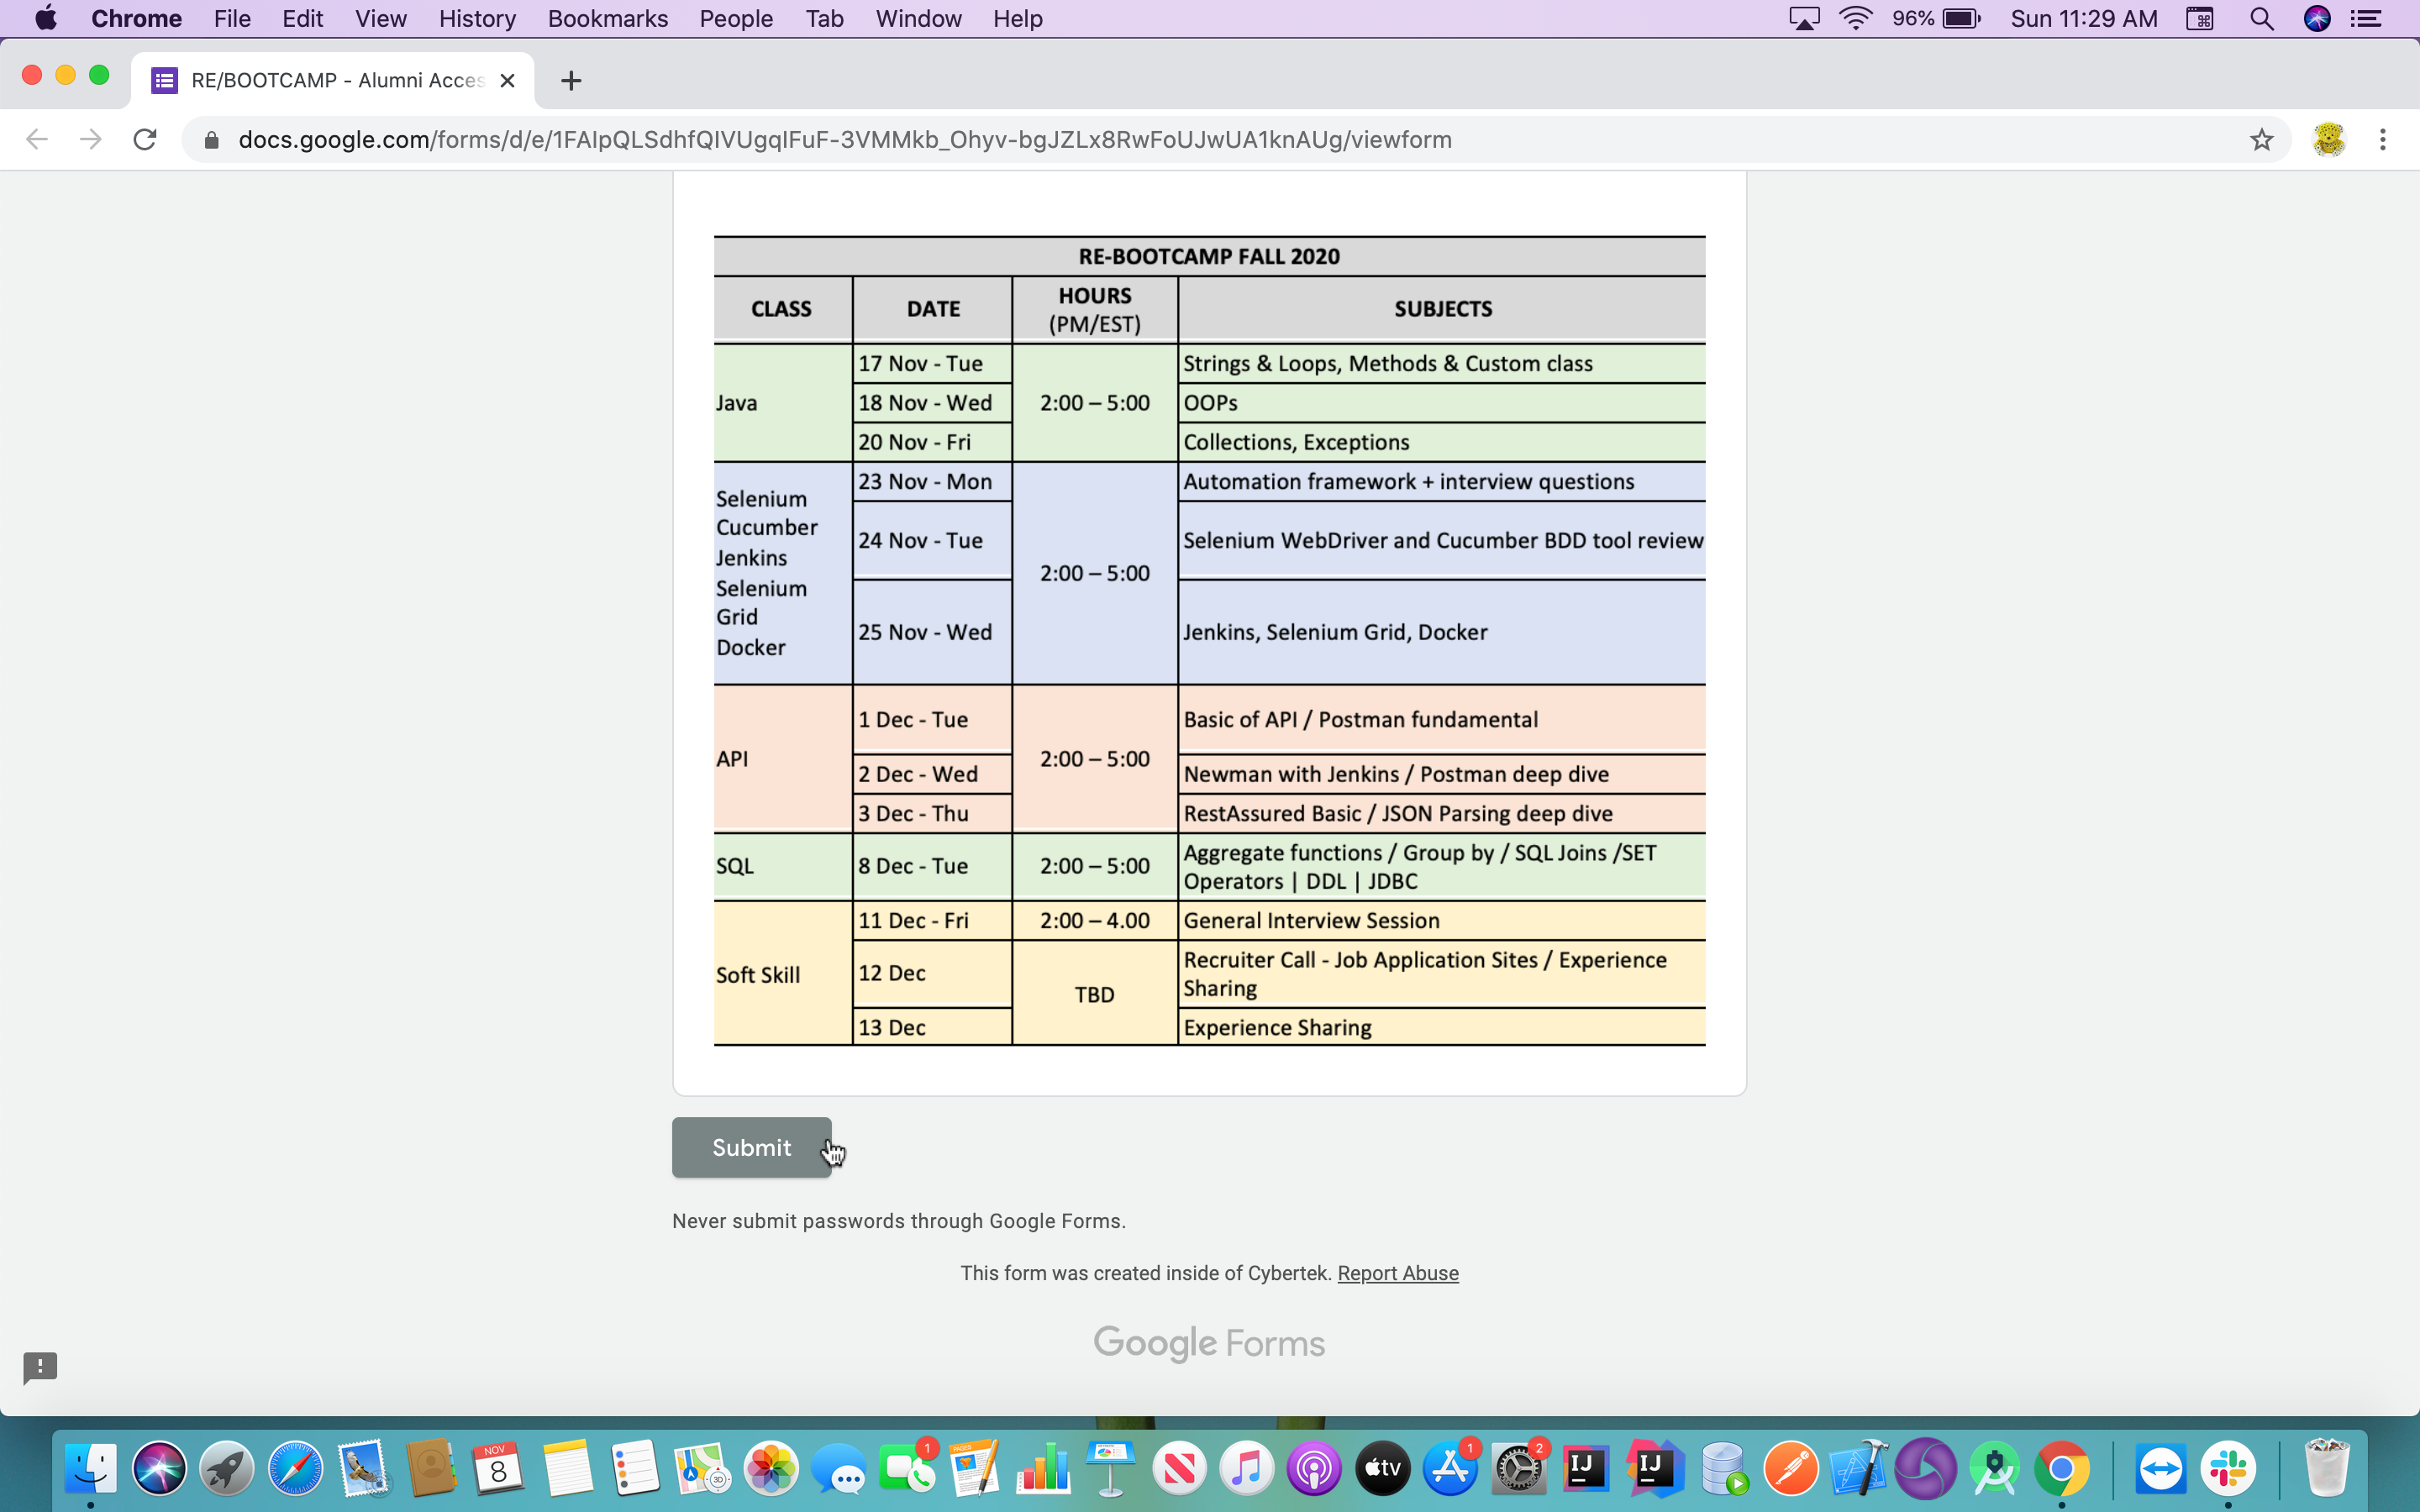 Chrome File Edit View History Bookmarks People Tab Window Help 96% Sun 11:29 AM
RE/BOOTCAMP - Alumni Acces
docs.google.com/forms/d/e/1FAIpQLSdhfQIVUgqIFuF-3VMMkb_Ohyv-bgJZLx8RwFoUJwUA1knAUg/viewform
RE-BOOTCAMP FALL 2020
CLASS DATE HOURS (PM/EST) SUBJECTS
Java
17 Nov - Tue Strings & Loops, Methods & Custom class
18 Nov - Wed 2:00 – 5:00 OOPs
20 Nov - Fri Collections, Exceptions
Selenium
Cucumber
Jenkins
Selenium
Grid
Docker
23 Nov - Mon Automation framework + interview questions
24 Nov - Tue Selenium WebDriver and Cucumber BDD tool review
2:00 – 5:00
25 Nov - Wed Jenkins, Selenium Grid, Docker
API
1 Dec - Tue Basic of API / Postman fundamental
2:00 – 5:00
2 Dec - Wed Newman with Jenkins / Postman deep dive
3 Dec - Thu RestAssured Basic / JSON Parsing deep dive
SQL 8 Dec - Tue 2:00 – 5:00 Aggregate functions / Group by / SQL Joins /SET
Operators | DDL | JDBC
Soft Skill
11 Dec - Fri 2:00 – 4.00 General Interview Session
12 Dec Recruiter Call - Job Application Sites / Experience
Sharing
TBD
13 Dec Experience Sharing
Submit
Never submit passwords through Google Forms.
This form was created inside of Cybertek. Report Abuse
Google Forms
NOV
8
3D
1
PAGES
tv
1
2
IJ
IJ